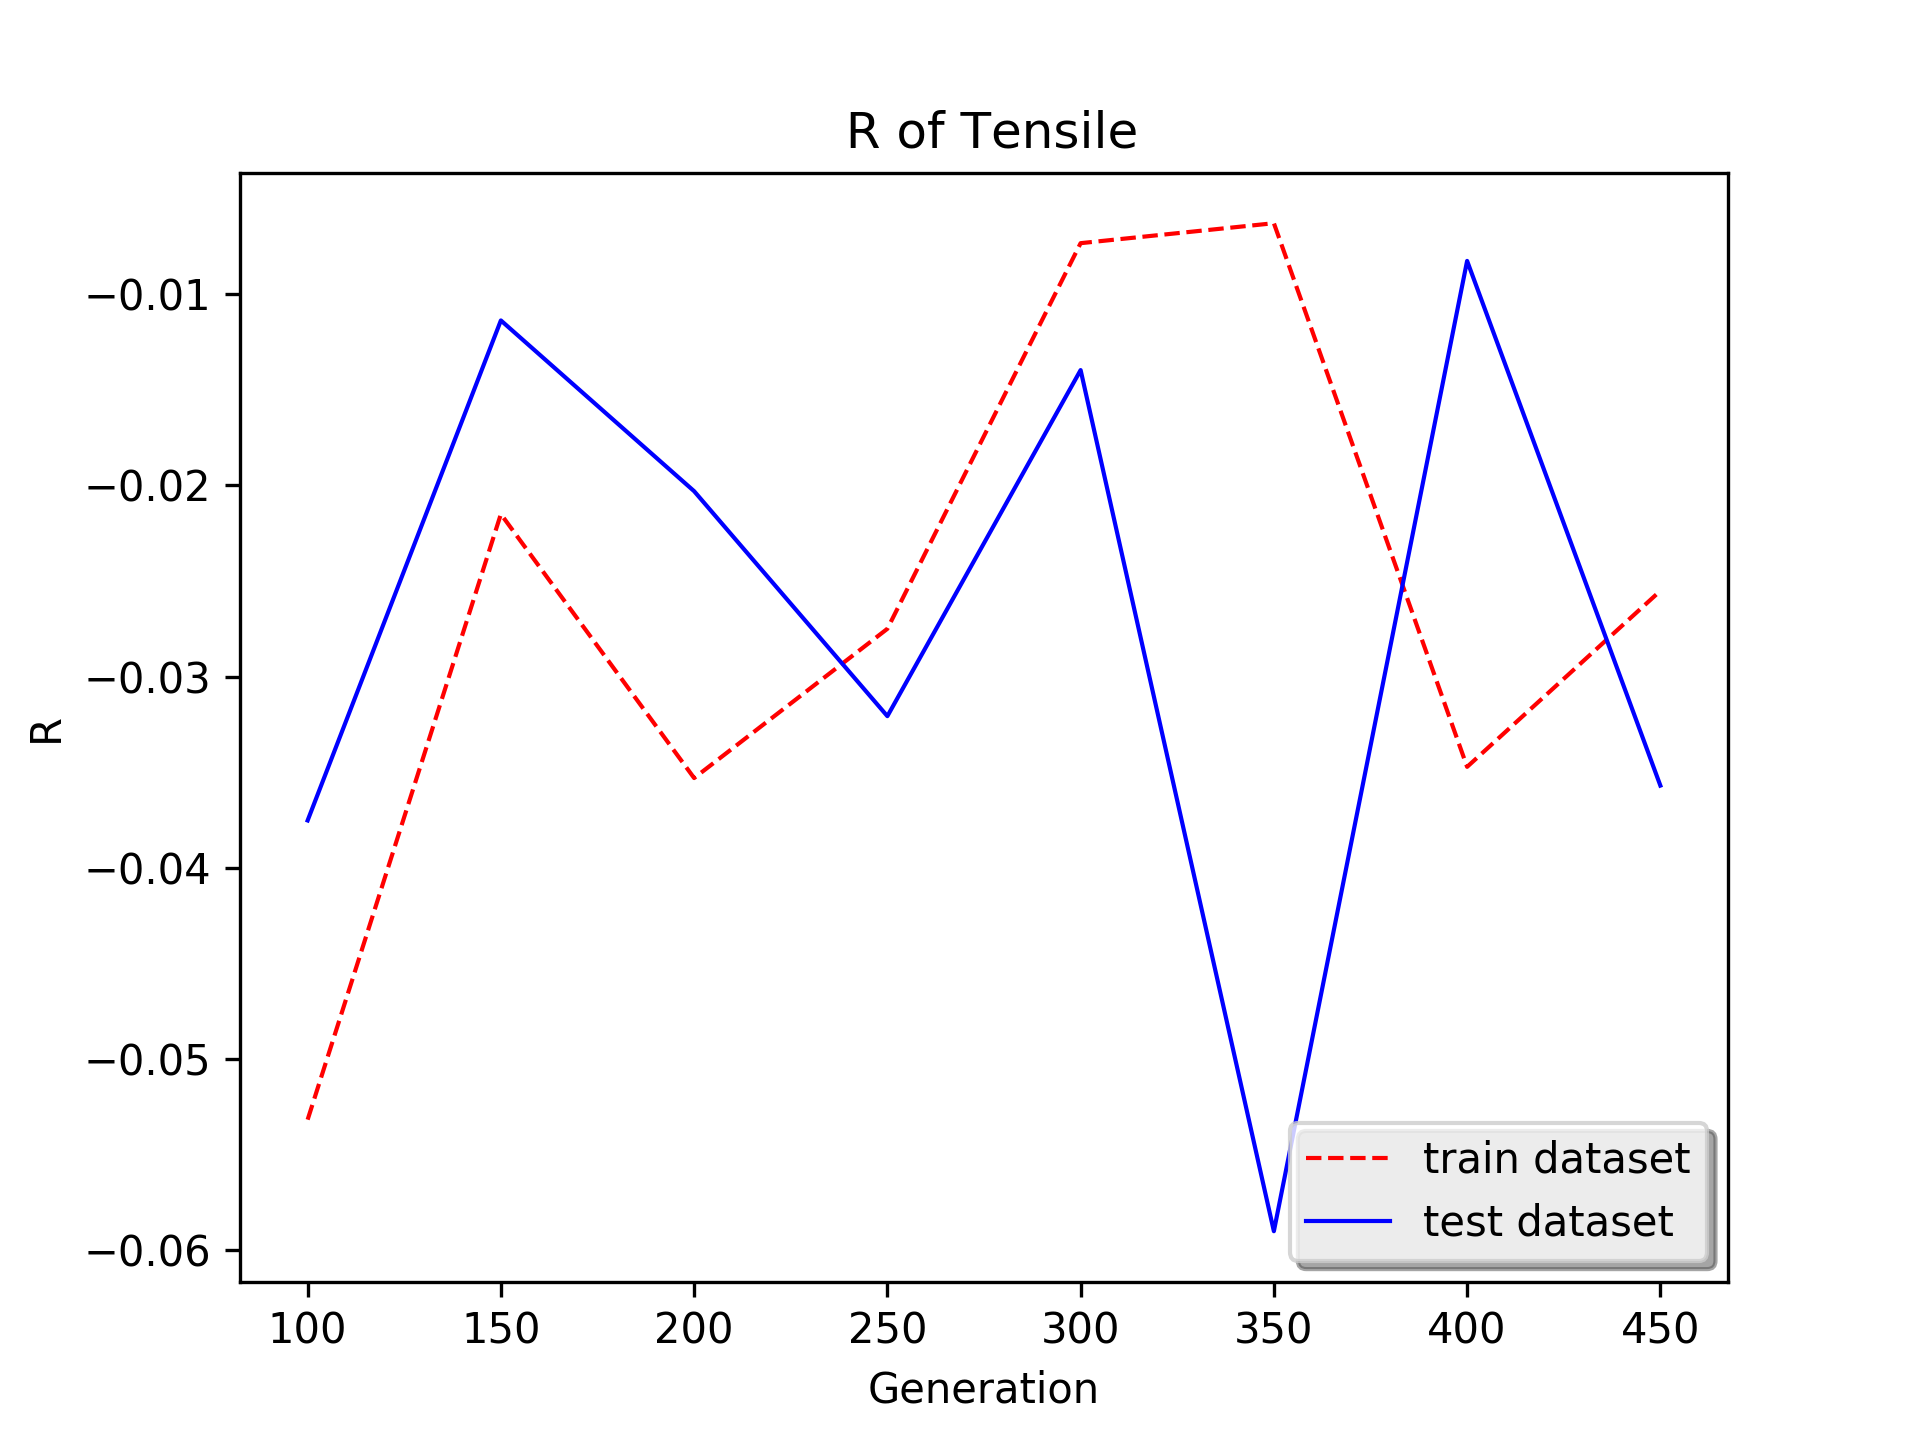 R of Tensile
R
−0.01
−0.02
−0.03
−0.04
−0.05
−0.06
train dataset
test dataset
100 150 200 250 300 350 400 450
Generation